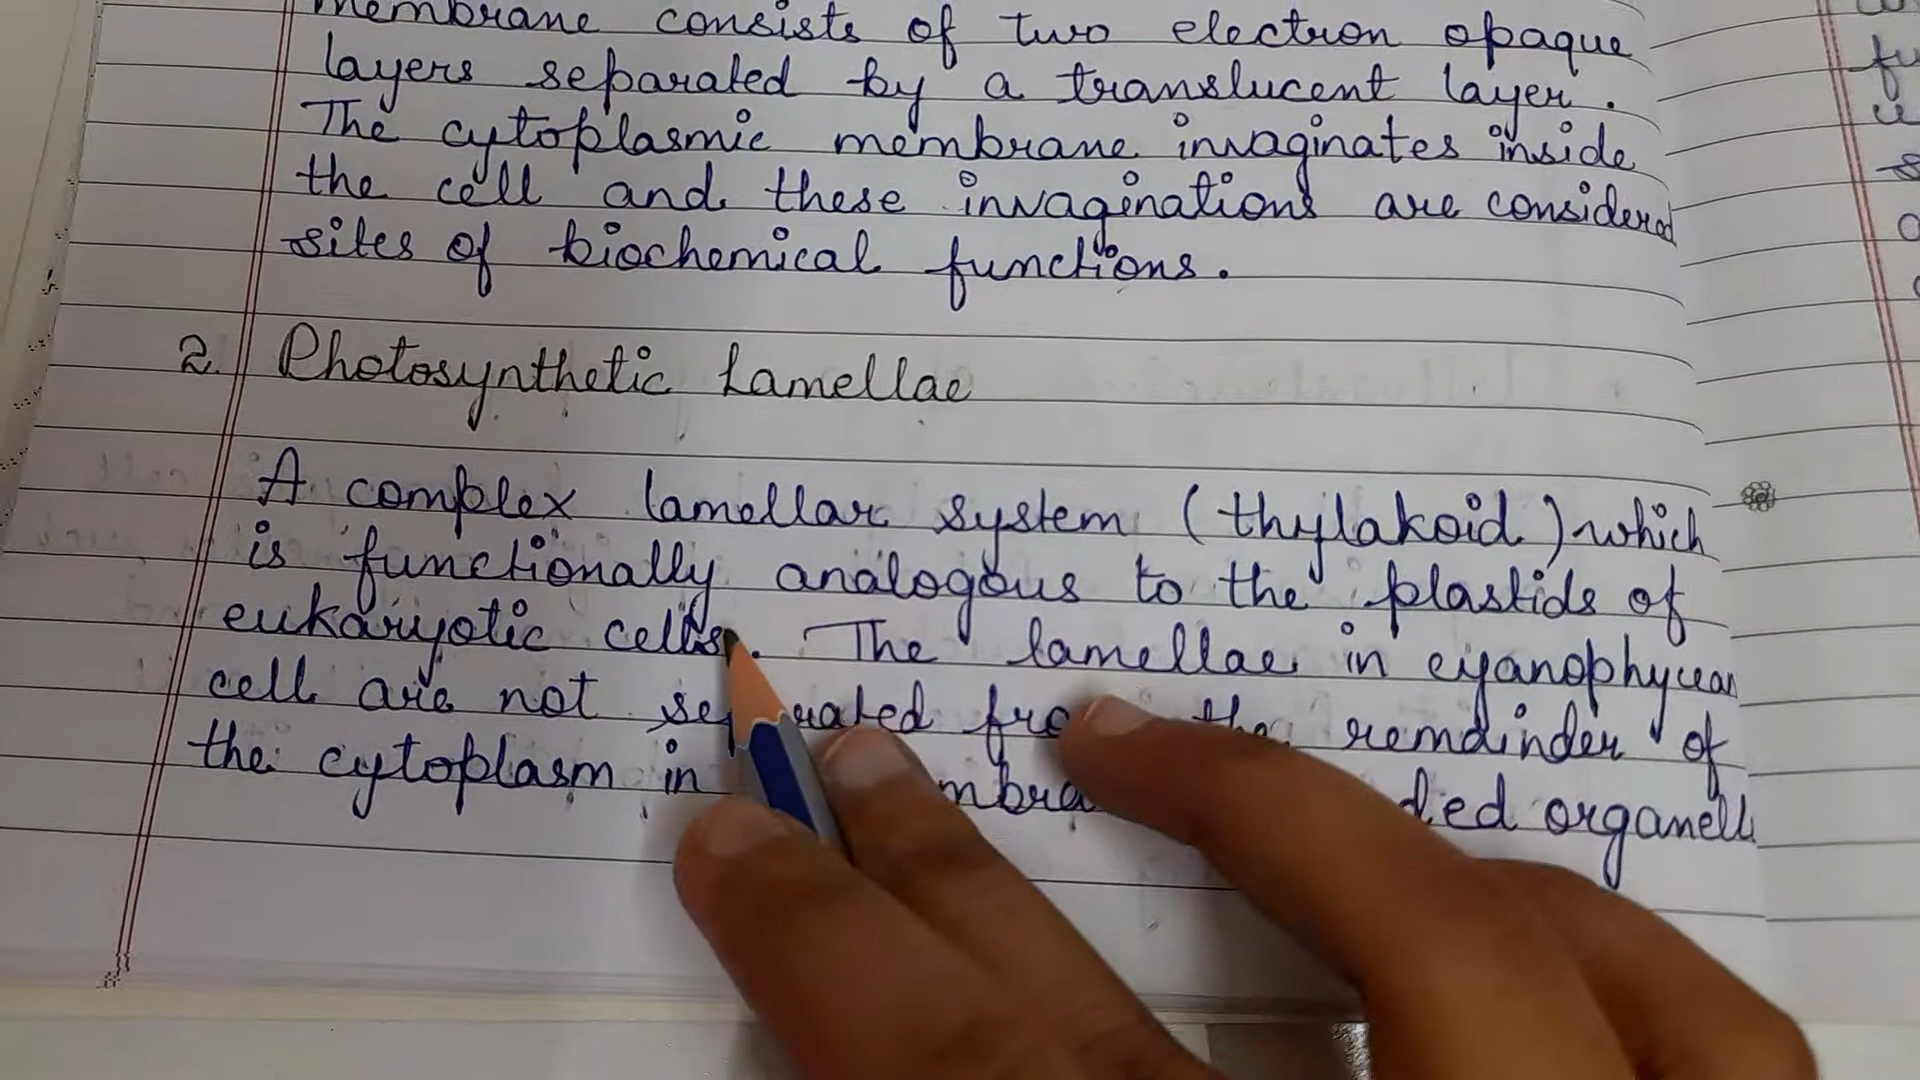 membrane consists of two electron opaque
layers separated by a translucent layer.
The cytoplasmic membrane invaginates inside
the cell and these invaginations are considered
sites of biochemical functions.
2. Photosynthetic Lamellae
A complex lamellar system (thylakoid) which
is functionally analogous to the plastids of
eukaryotic cells. The lamellae in cyanophycean
cell are not separated from the remainder of
the cytoplasm in organell